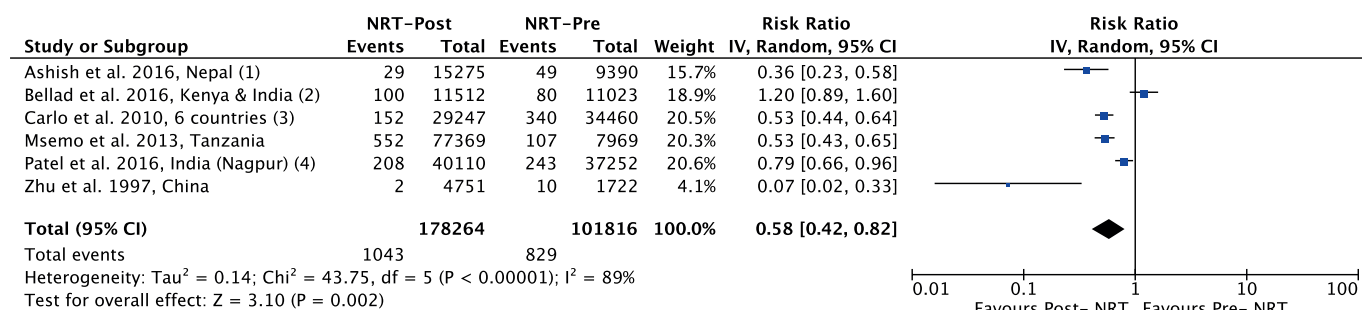 NRT-Post NRT-Pre Risk Ratio Risk Ratio
Study or Subgroup Events Total Events Total Weight IV, Random, 95% CI IV, Random, 95% CI
Ashish et al. 2016, Nepal (1) 29 15275 49 9390 15.7% 0.36 [0.23, 0.58]
Bellad et al. 2016, Kenya & India (2) 100 11512 80 11023 18.9% 1.20 [0.89, 1.60]
Carlo et al. 2010, 6 countries (3) 152 29247 340 34460 20.5% 0.53 [0.44, 0.64]
Msemo et al. 2013, Tanzania 552 77369 107 7969 20.3% 0.53 [0.43, 0.65]
Patel et al. 2016, India (Nagpur) (4) 208 40110 243 37252 20.6% 0.79 [0.66, 0.96]
Zhu et al. 1997, China 2 4751 10 1722 4.1% 0.07 [0.02, 0.33]
Total (95% CI) 178264 101816 100.0% 0.58 [0.42, 0.82]
Total events 1043 829
Heterogeneity: Tau² = 0.14; Chi² = 43.75, df = 5 (P < 0.00001); I² = 89%
Test for overall effect: Z = 3.10 (P = 0.002)
0.01 0.1 1 10 100
Favours Post- NRT Favours Pre- NRT